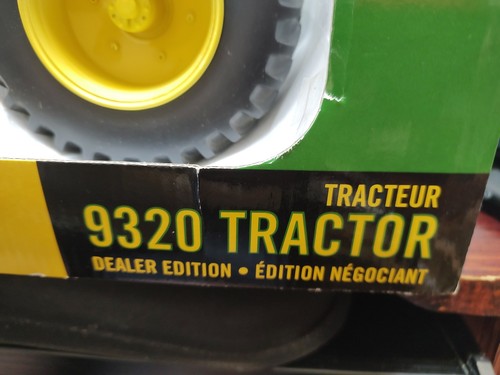 TRACTEUR
9320 TRACTOR
DEALER EDITION • ÉDITION NÉGOCIANT